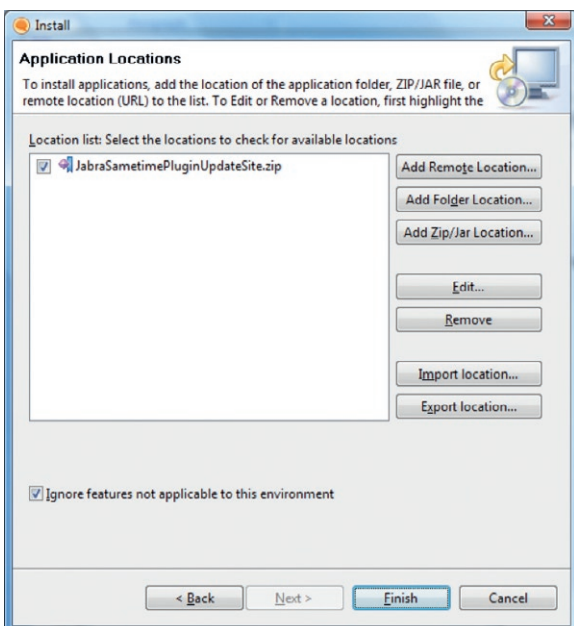 Install
Application Locations
To install applications, add the location of the application folder, ZIP/JAR file, or
remote location (URL) to the list. To Edit or Remove a location, first highlight the
Location list: Select the locations to check for available locations
JabraSametimePluginUpdateSite.zip
Add Remote Location...
Add Folder Location...
Add Zip/Jar Location...
Edit...
Remove
Import location...
Export location...
Ignore features not applicable to this environment
< Back
Next >
Finish
Cancel